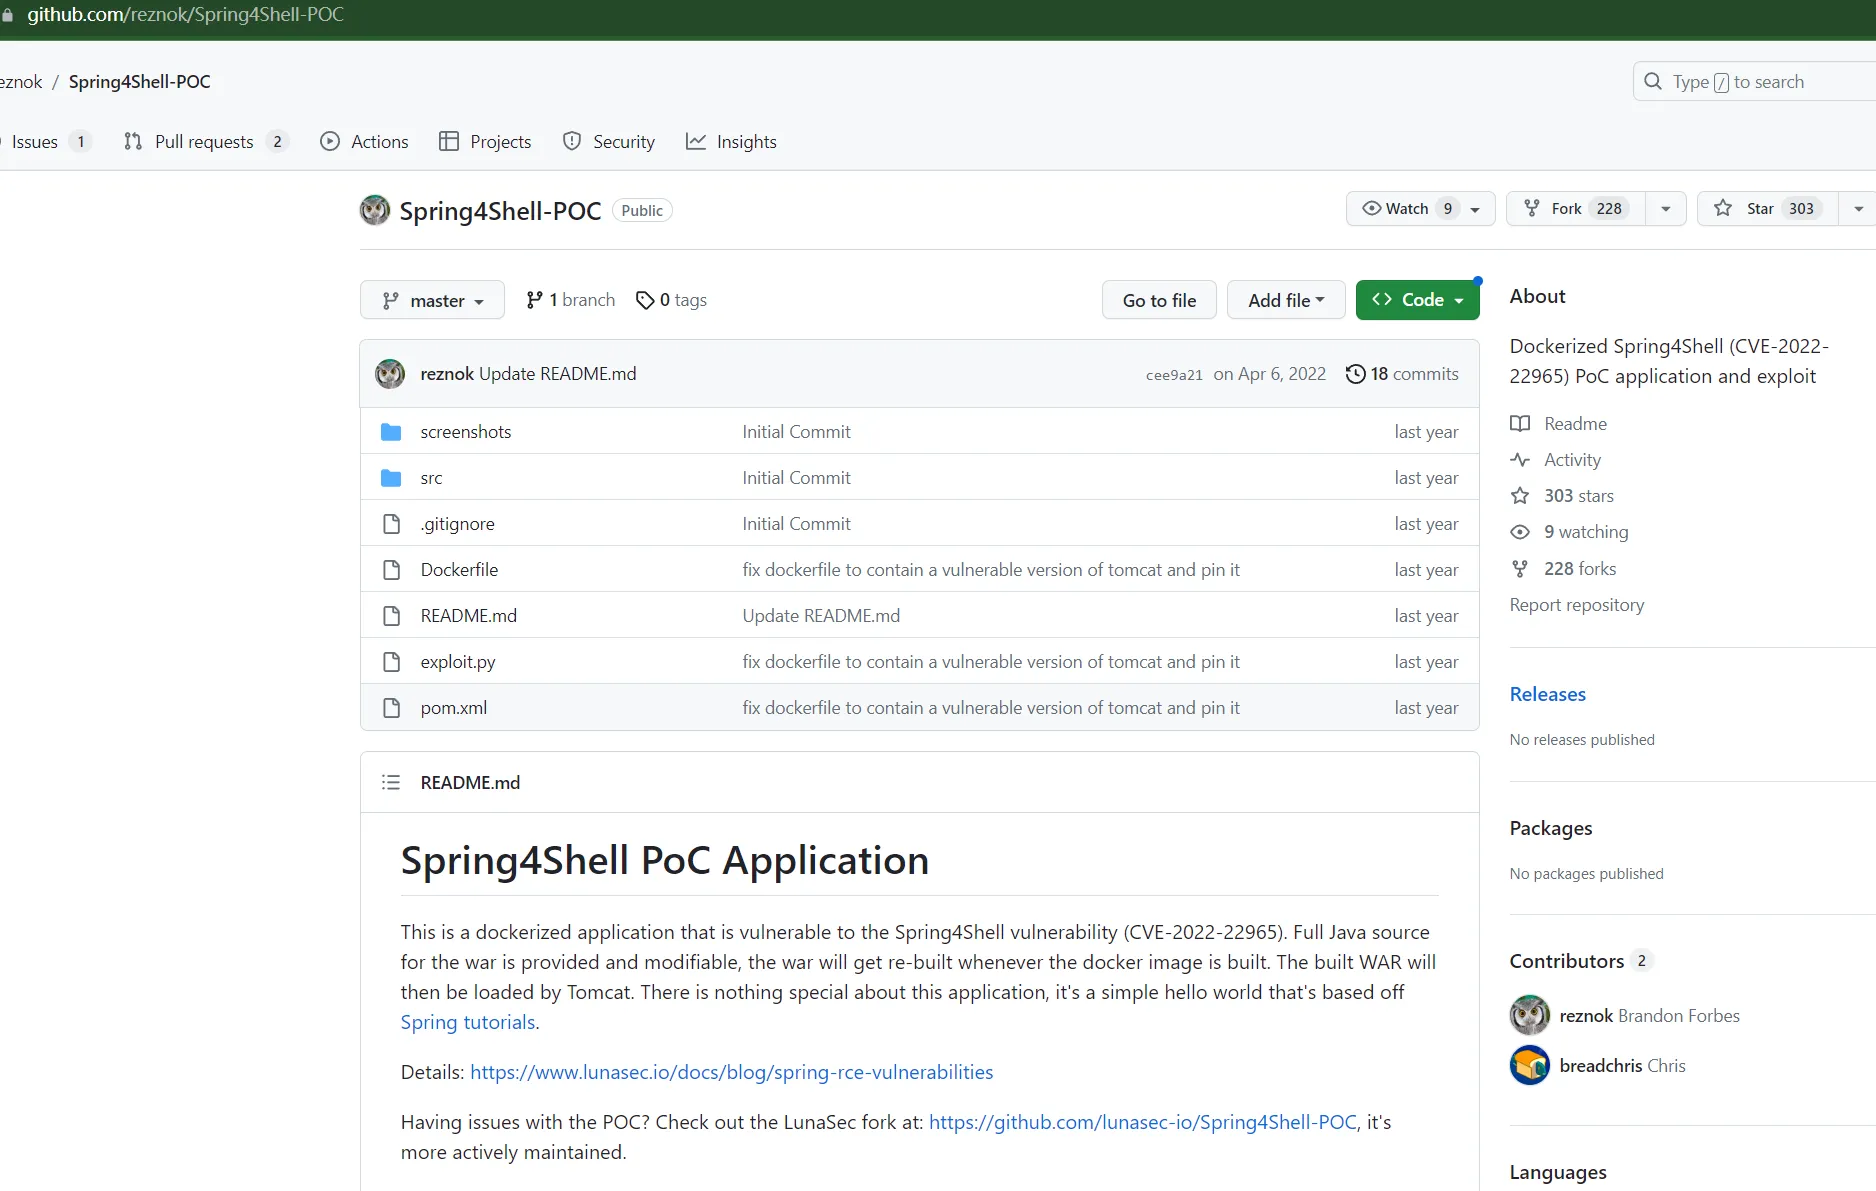 github.com/reznok/Spring4Shell-POC
eznok / Spring4Shell-POC
Type / to search
Issues 1 Pull requests 2 Actions Projects Security Insights
Spring4Shell-POC Public
Watch 9 Fork 228 Star 303
master 1 branch 0 tags Go to file Add file Code
reznok Update README.md cee9a21 on Apr 6, 2022 18 commits
screenshots Initial Commit last year
src Initial Commit last year
.gitignore Initial Commit last year
Dockerfile fix dockerfile to contain a vulnerable version of tomcat and pin it last year
README.md Update README.md last year
exploit.py fix dockerfile to contain a vulnerable version of tomcat and pin it last year
pom.xml fix dockerfile to contain a vulnerable version of tomcat and pin it last year
README.md
Spring4Shell PoC Application
This is a dockerized application that is vulnerable to the Spring4Shell vulnerability (CVE-2022-22965). Full Java source
for the war is provided and modifiable, the war will get re-built whenever the docker image is built. The built WAR will
then be loaded by Tomcat. There is nothing special about this application, it's a simple hello world that's based off
Spring tutorials.
Details: https://www.lunasec.io/docs/blog/spring-rce-vulnerabilities
Having issues with the POC? Check out the LunaSec fork at: https://github.com/lunasec-io/Spring4Shell-POC, it's
more actively maintained.
About
Dockerized Spring4Shell (CVE-2022-
22965) PoC application and exploit
Readme
Activity
303 stars
9 watching
228 forks
Report repository
Releases
No releases published
Packages
No packages published
Contributors 2
reznok Brandon Forbes
breadchris Chris
Languages